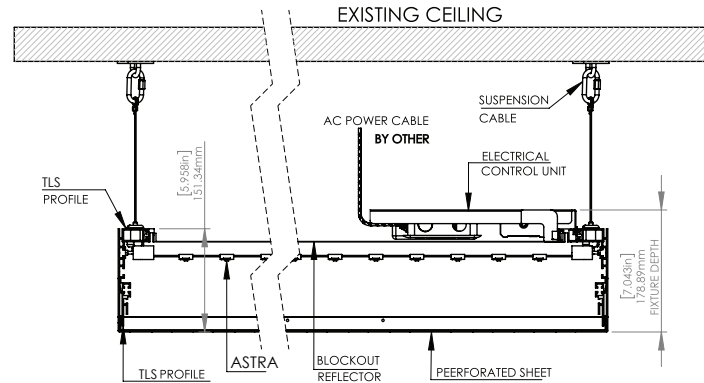 EXISTING CEILING
SUSPENSION
CABLE
AC POWER CABLE
BY OTHER
ELECTRICAL
CONTROL UNIT
[5.958in]
151.34mm
TLS
PROFILE
[7.043in]
178.89mm
FIXTURE DEPTH
TLS PROFILE
ASTRA
BLOCKOUT
REFLECTOR
PEERFORATED SHEET